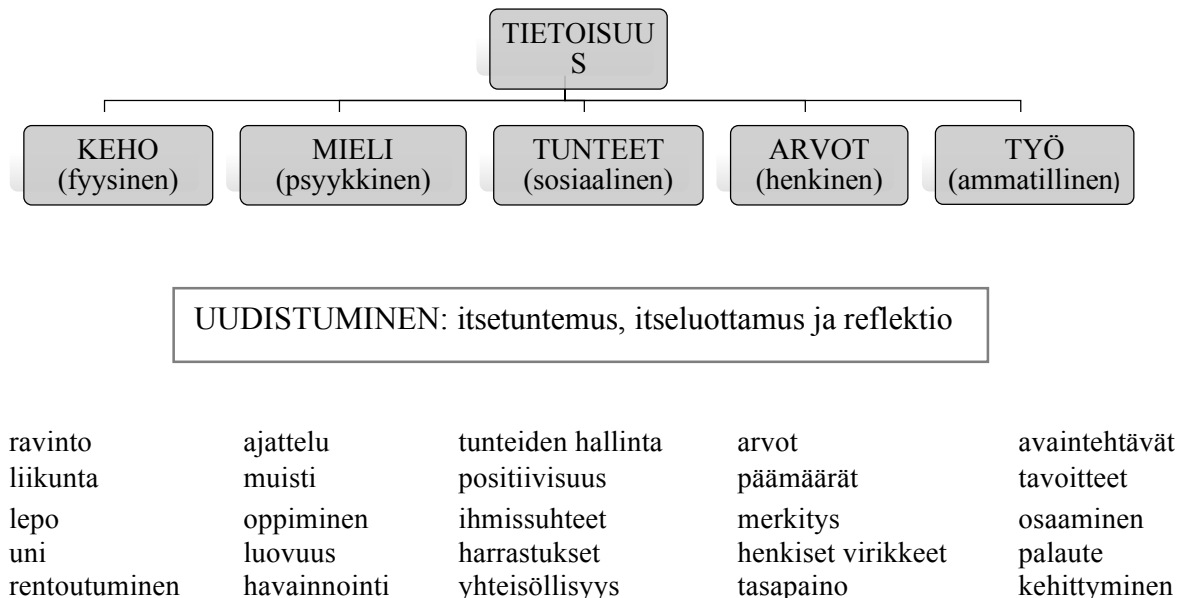 TIETOISUU
S
KEHO
(fyysinen)
MIELI
(psyykkinen)
TUNTEET
(sosiaalinen)
ARVOT
(henkinen)
TYÖ
(ammatillinen)
UUDISTUMINEN: itsetuntemus, itseluottamus ja reflektio
ravinto ajattelu tunteiden hallinta arvot avaintehtävät
liikunta muisti positiivisuus päämäärät tavoitteet
lepo oppiminen ihmissuhteet merkitys osaaminen
uni luovuus harrastukset henkiset virikkeet palaute
rentoutuminen havainnointi yhteisöllisyys tasapaino kehittyminen